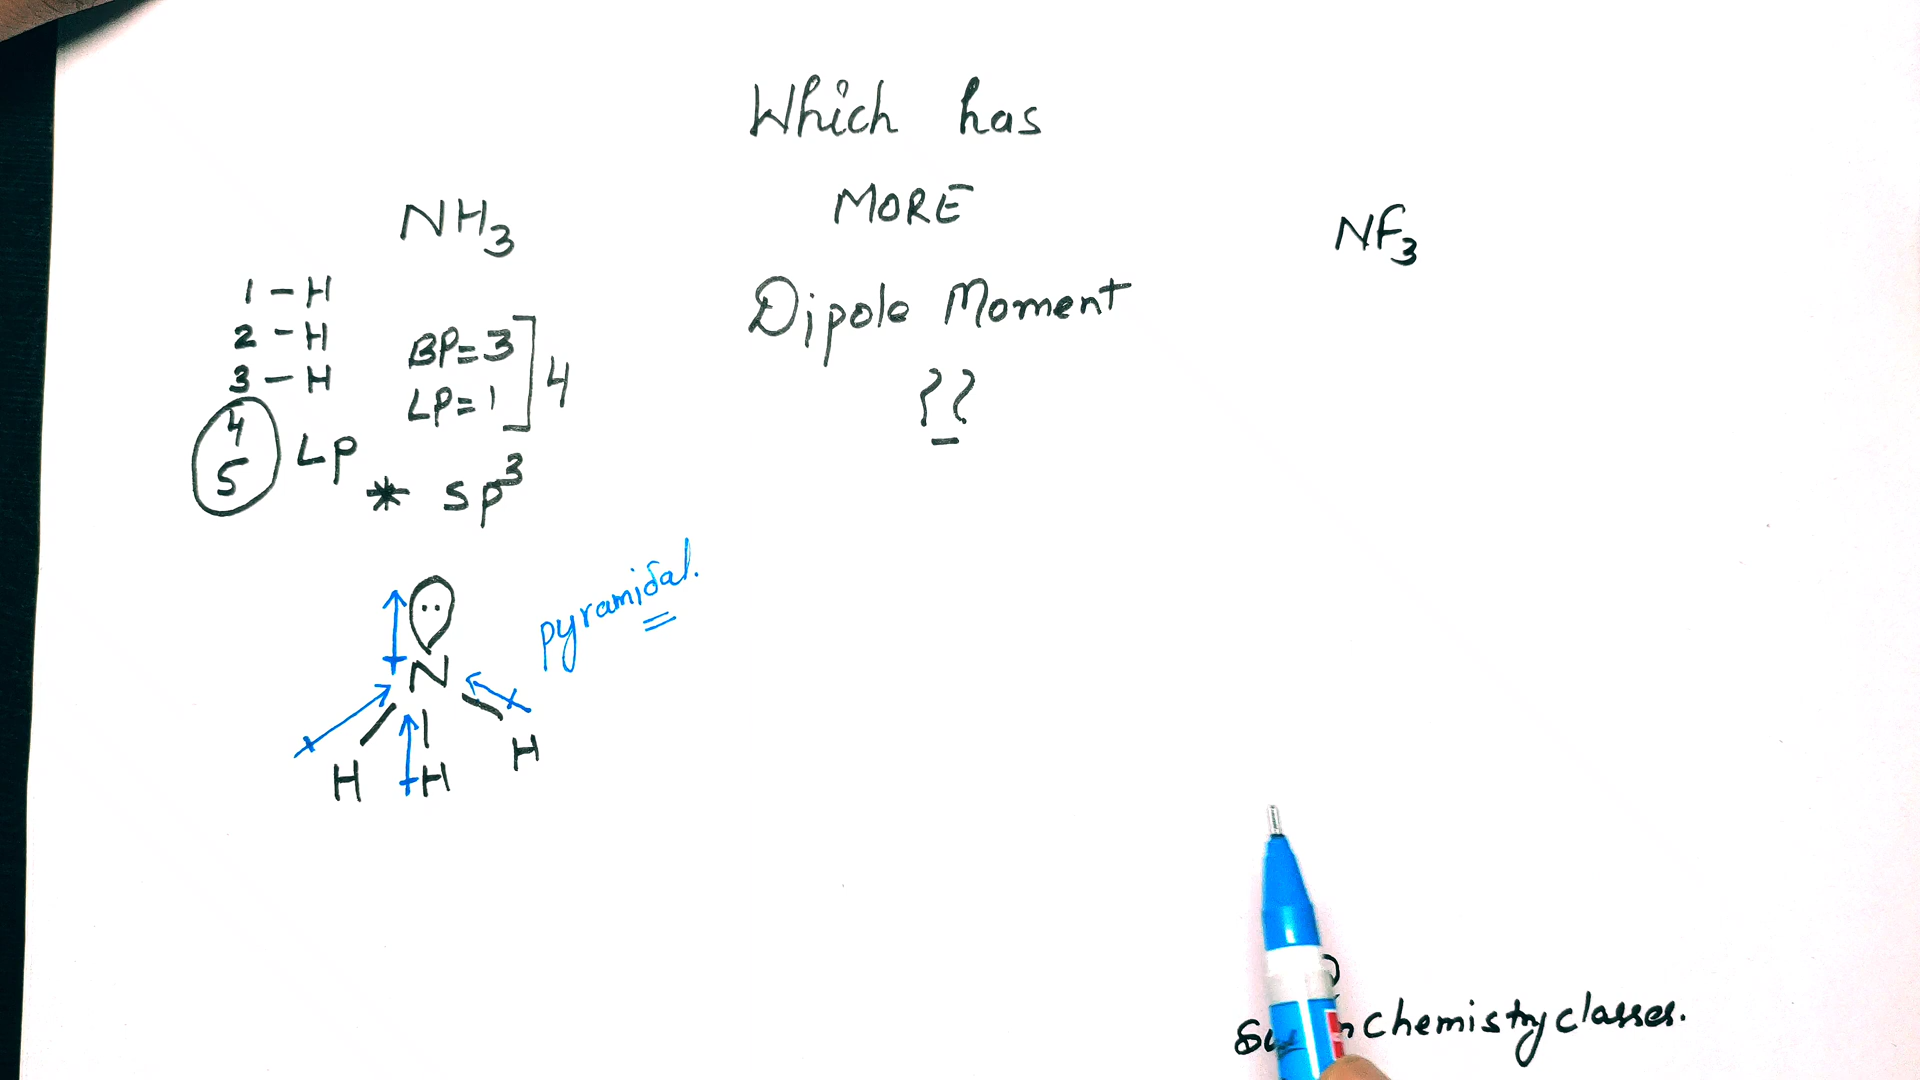 Which has
MORE
Dipole Moment
??
NH3
1 - H
2 - H
3 - H
4
5
LP
BP=3
LP=1
4
* sp3
pyramidal.
N
H
H
H
NF3
chemistry classes.